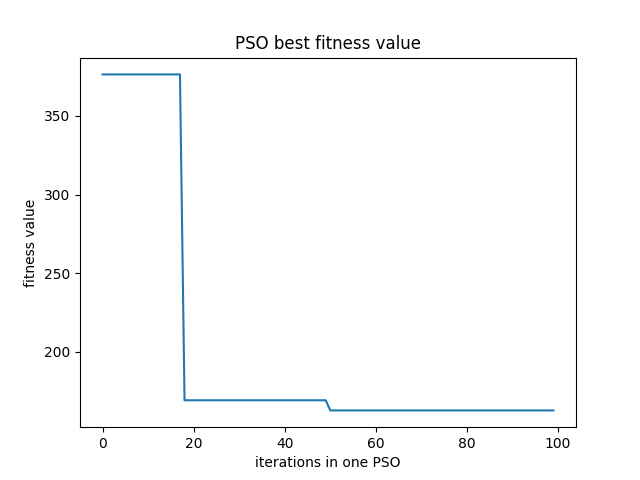 PSO best fitness value
fitness value
350
300
250
200
0 20 40 60 80 100
iterations in one PSO